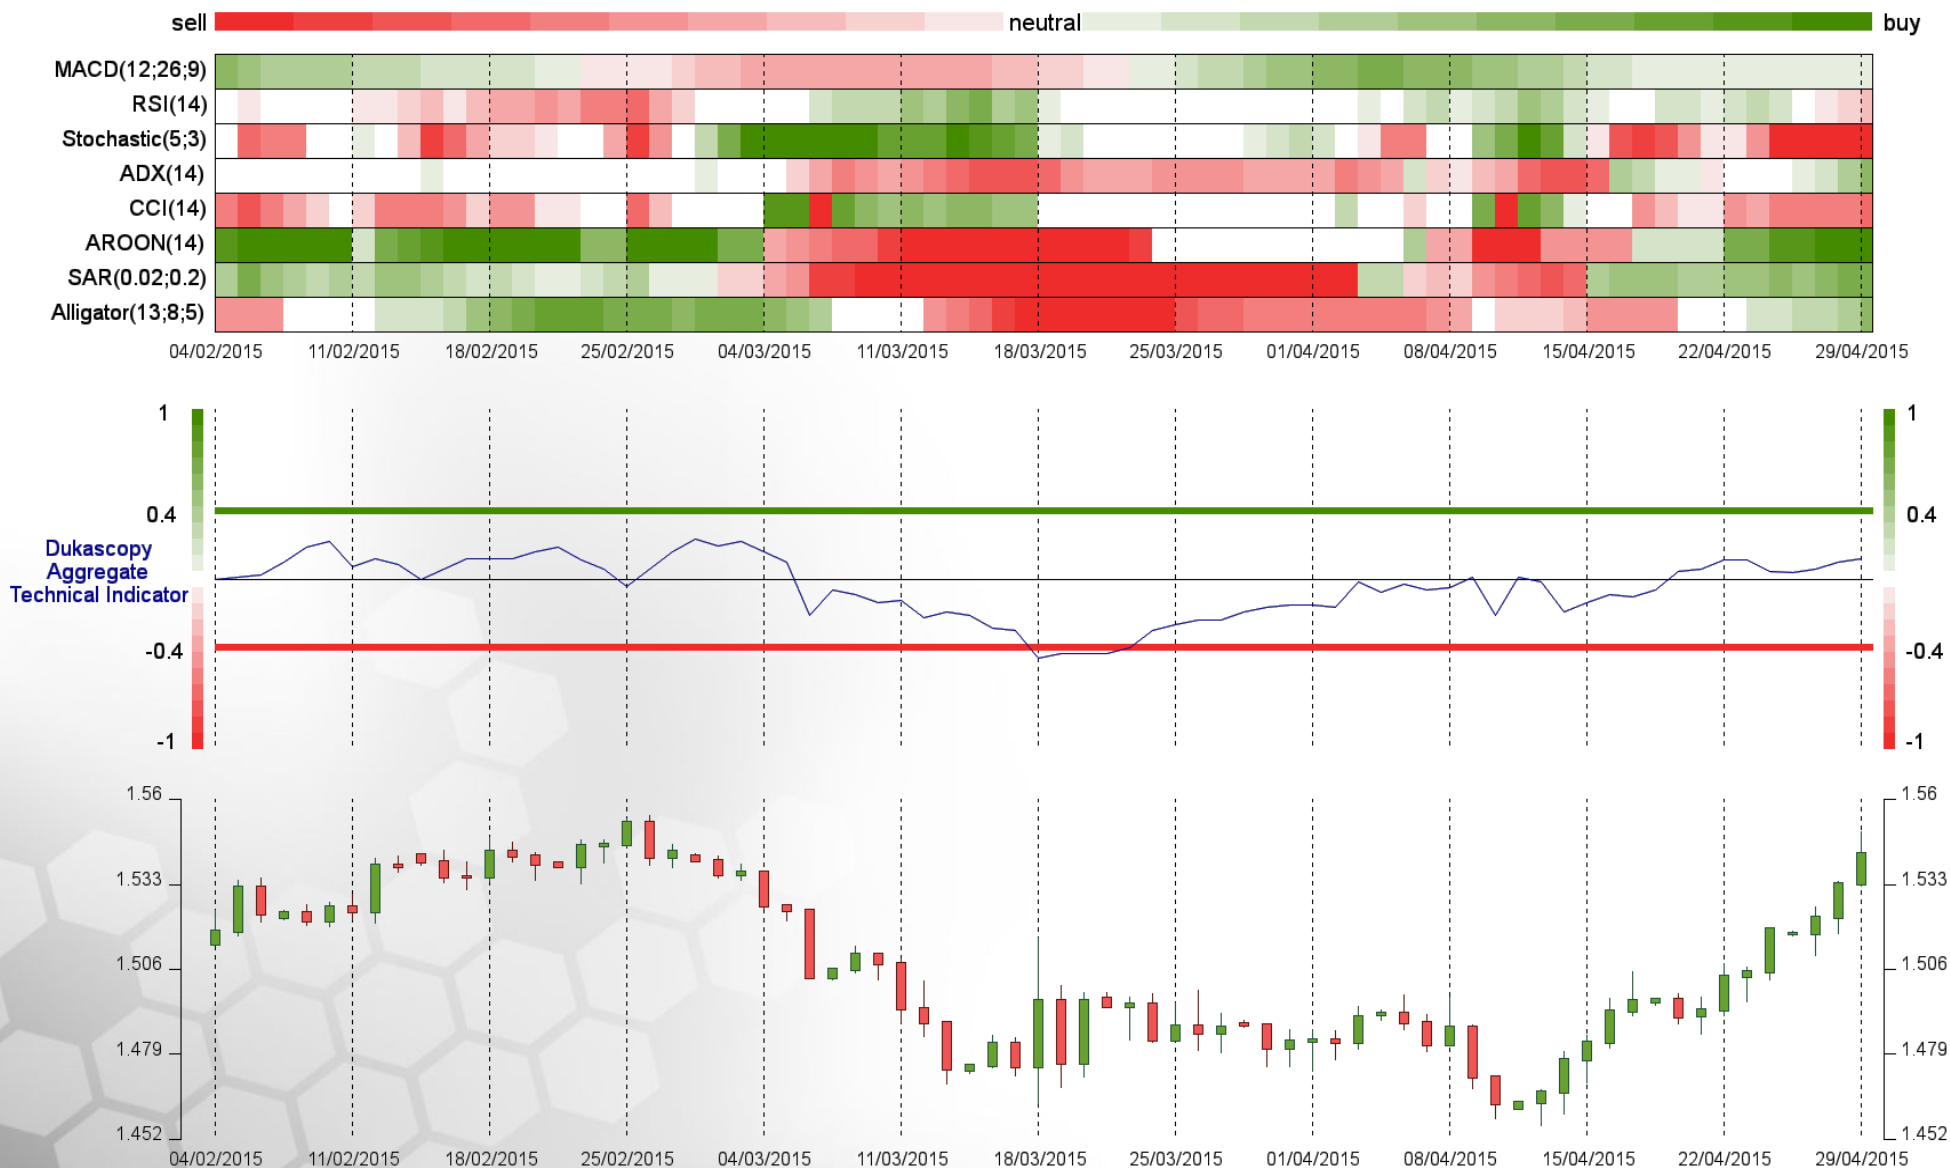 sell neutral buy
MACD(12;26;9)
RSI(14)
Stochastic(5;3)
ADX(14)
CCI(14)
AROON(14)
SAR(0.02;0.2)
Alligator(13;8;5)
04/02/2015 11/02/2015 18/02/2015 25/02/2015 04/03/2015 11/03/2015 18/03/2015 25/03/2015 01/04/2015 08/04/2015 15/04/2015 22/04/2015 29/04/2015
1 1
0.4 0.4
Dukascopy
Aggregate
Technical Indicator
-0.4 -0.4
-1 -1
1.56 1.56
1.533 1.533
1.506 1.506
1.479 1.479
1.452 1.452
04/02/2015 11/02/2015 18/02/2015 25/02/2015 04/03/2015 11/03/2015 18/03/2015 25/03/2015 01/04/2015 08/04/2015 15/04/2015 22/04/2015 29/04/2015